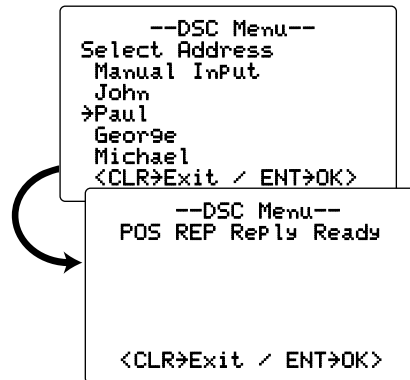 --DSC Menu--
Select Address
Manual InPut
John
→Paul
George
Michael
<CLR→Exit / ENT→OK>
--DSC Menu--
POS REP RePly Ready
<CLR→Exit / ENT→OK>